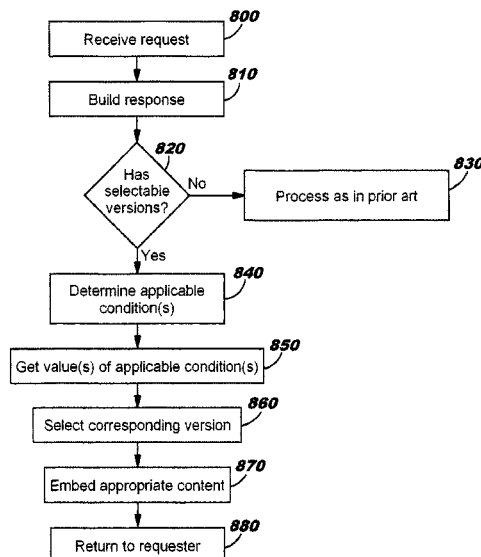 800
Receive request
810
Build response
820
Has
selectable
versions?
No
830
Process as in prior art
Yes
840
Determine applicable
condition(s)
850
Get value(s) of applicable condition(s)
860
Select corresponding version
870
Embed appropriate content
880
Return to requester